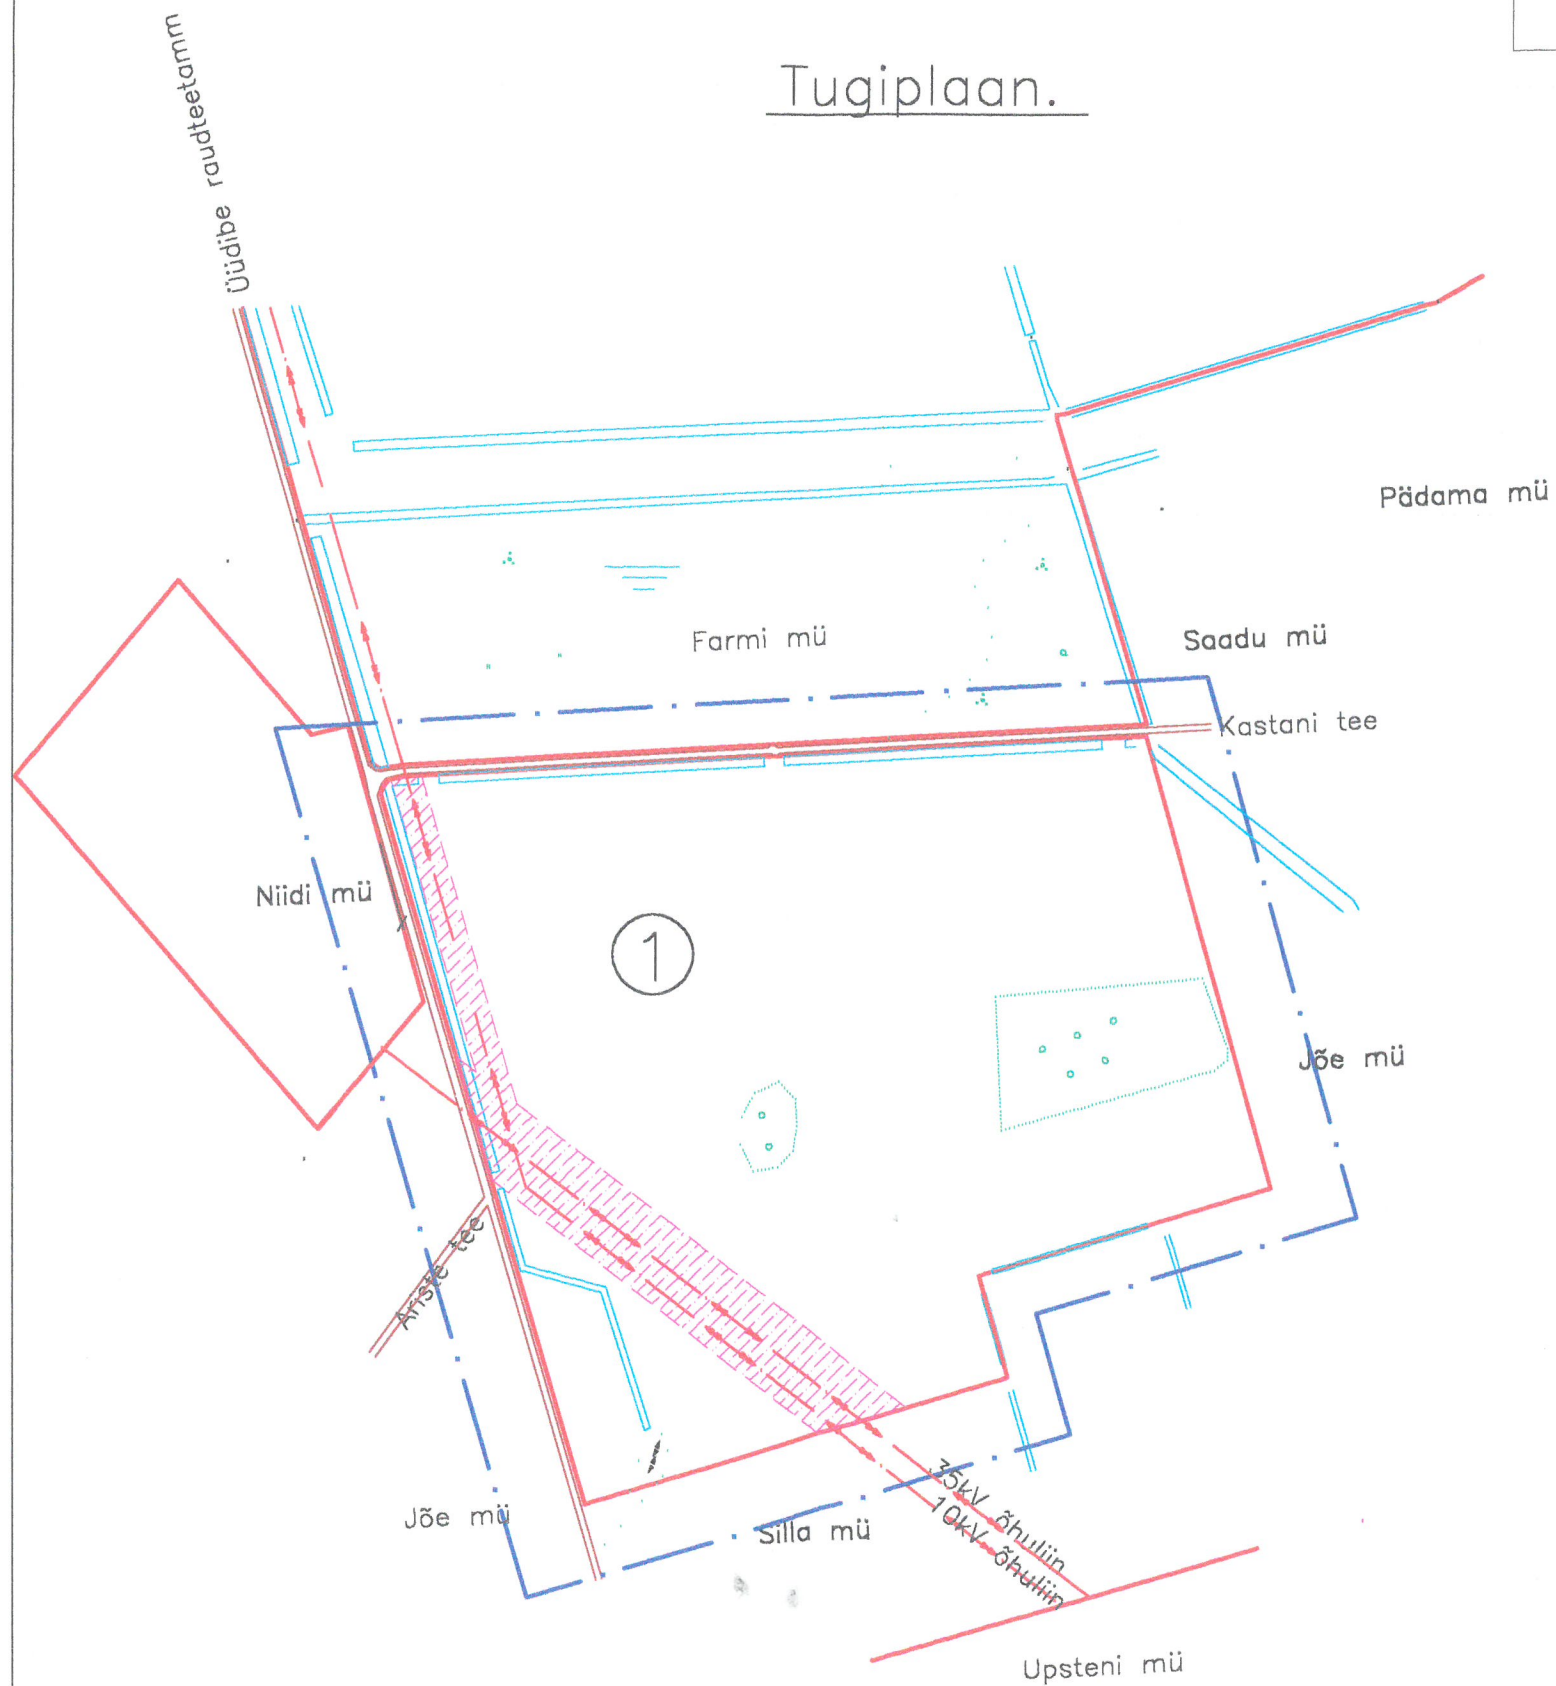 Tugiplaan.
Üüdibe raudteetamm
Pädama mü
Farmi mü
Saadu mü
Kastani tee
Niidi mü
1
Jõe mü
Ariste tee
35kV õhuliin
10kV õhuliin
Jõe mü
Silla mü
Upsteni mü